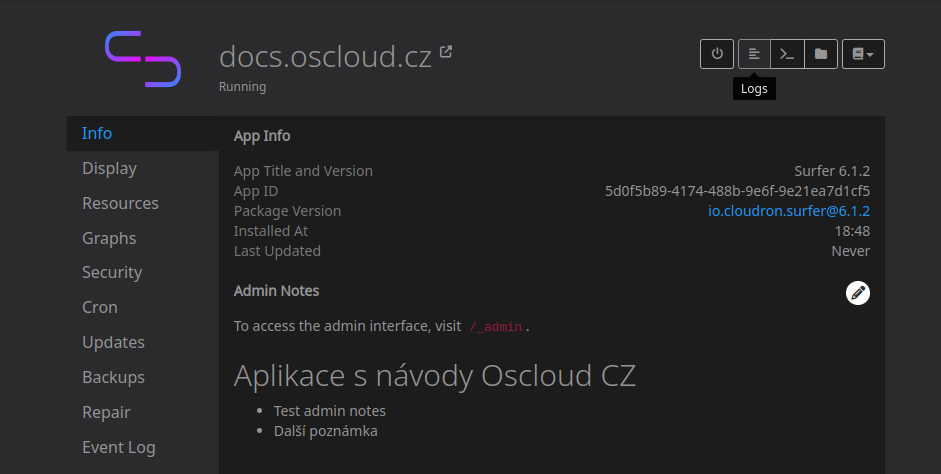 docs.oscloud.cz
Running
Logs
Info
Display
Resources
Graphs
Security
Cron
Updates
Backups
Repair
Event Log
App Info
App Title and Version Surfer 6.1.2
App ID 5d0f5b89-4174-488b-9e6f-9e21ea7d1cf5
Package Version io.cloudron.surfer@6.1.2
Installed At 18:48
Last Updated Never
Admin Notes
To access the admin interface, visit /_admin .
Aplikace s návody Oscloud CZ
• Test admin notes
• Další poznámka